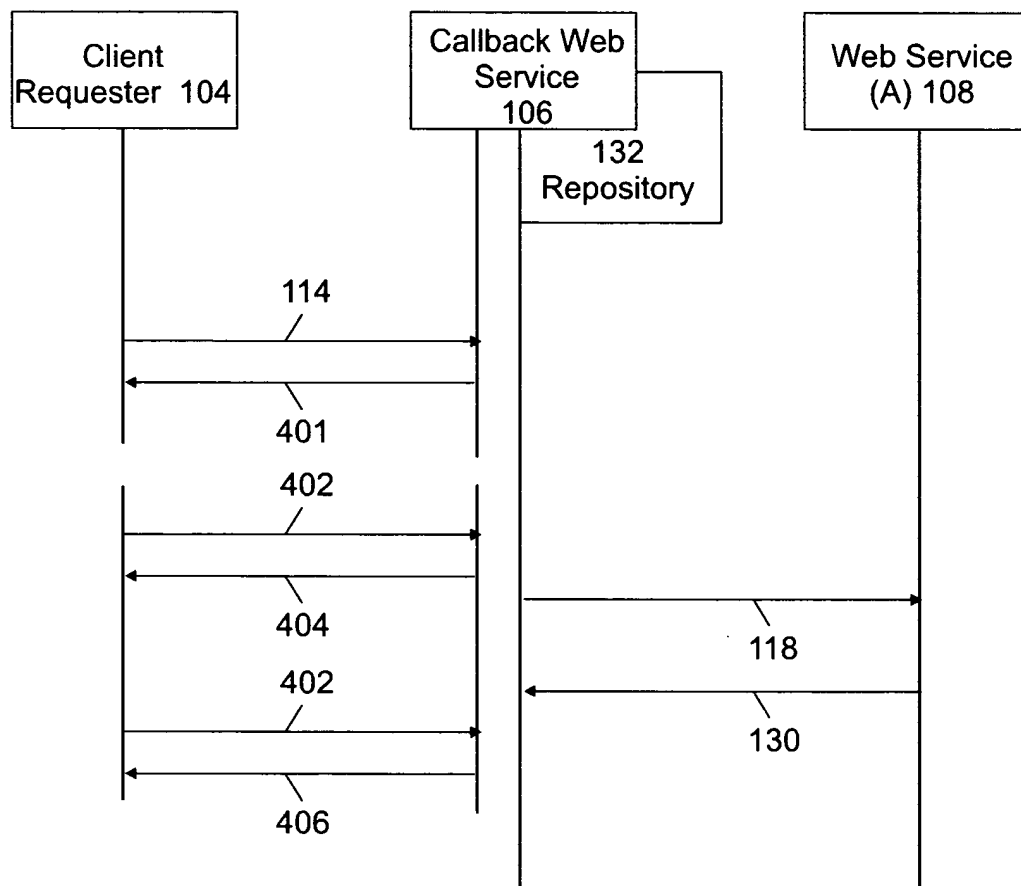 Client
Requester 104
Callback Web
Service
106
Web Service
(A) 108
132
Repository
114
401
402
404
118
402
130
406